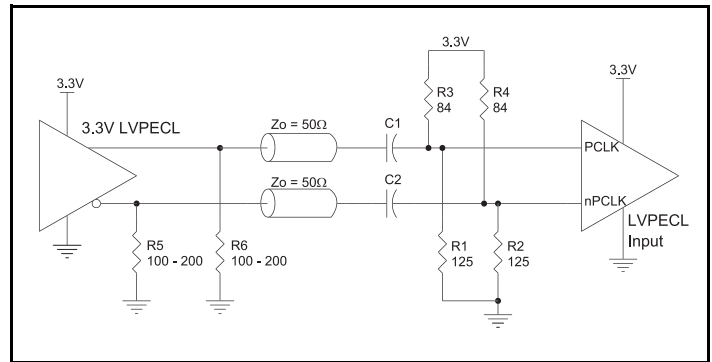 3.3V
3.3V LVPECL
Zo = 50Ω
Zo = 50Ω
C1
C2
3.3V
R3
84
R4
84
3.3V
PCLK
nPCLK
LVPECL
Input
R5
100 - 200
R6
100 - 200
R1
125
R2
125